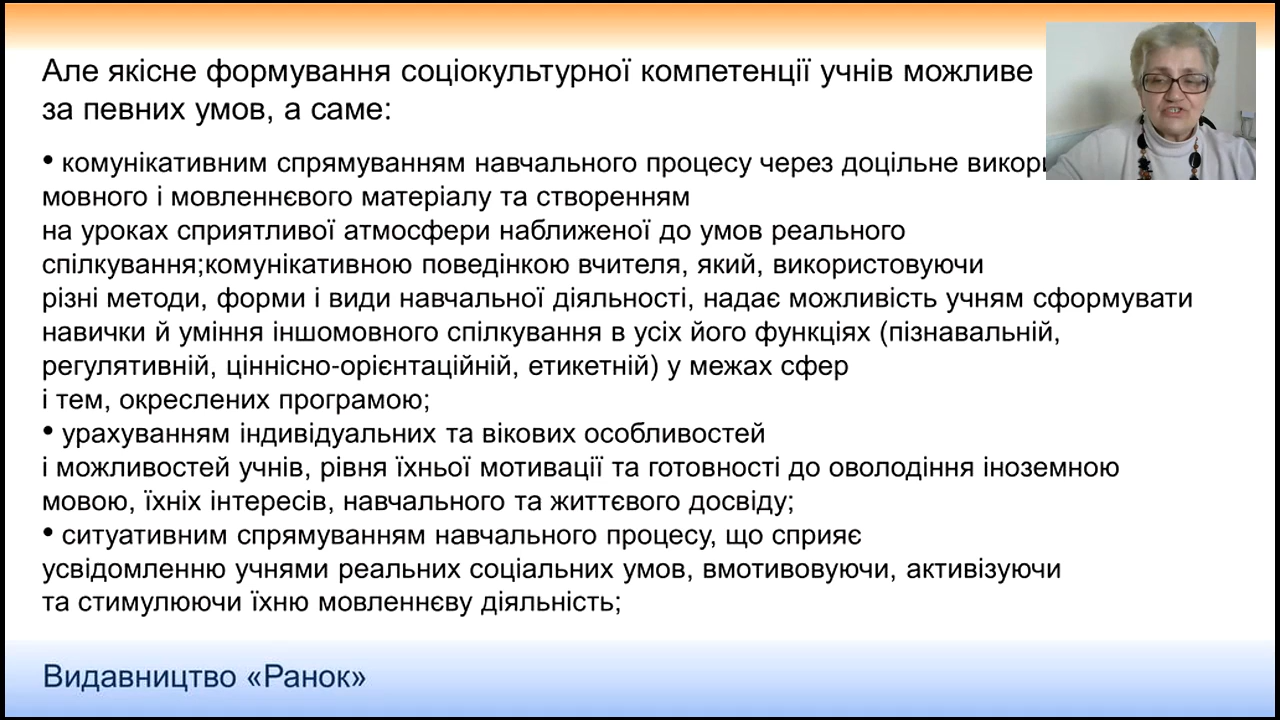 Але якісне формування соціокультурної компетенції учнів можливе
за певних умов, а саме:
• комунікативним спрямуванням навчального процесу через доцільне
мовного і мовленнєвого матеріалу та створенням
на уроках сприятливої атмосфери наближеної до умов реального
спілкування;комунікативною поведінкою вчителя, який, використовуючи
різні методи, форми і види навчальної діяльності, надає можливість учням сформувати
навички й уміння іншомовного спілкування в усіх його функціях (пізнавальній,
регулятивній, ціннісно-орієнтаційній, етикетній) у межах сфер
і тем, окреслених програмою;
• урахуванням індивідуальних та вікових особливостей
і можливостей учнів, рівня їхньої мотивації та готовності до оволодіння іноземною
мовою, їхніх інтересів, навчального та життєвого досвіду;
• ситуативним спрямуванням навчального процесу, що сприяє
усвідомленню учнями реальних соціальних умов, вмотивовуючи, активізуючи
та стимулюючи їхню мовленнєву діяльність;
Видавництво «Ранок»